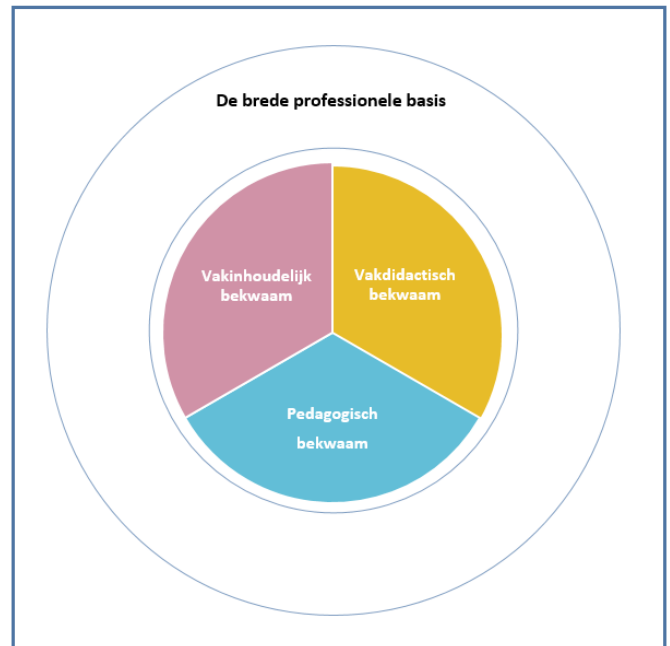 De brede professionele basis
Vakinhoudelijk
bekwaam
Vakdidactisch
bekwaam
Pedagogisch
bekwaam